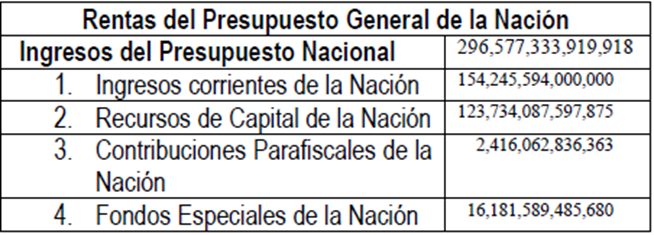 Rentas del Presupuesto General de la Nación
Ingresos del Presupuesto Nacional 296,577,333,919,918
1. Ingresos corrientes de la Nación 154,245,594,000,000
2. Recursos de Capital de la Nación 123,734,087,597,875
3. Contribuciones Parafiscales de la 2,416,062,836,363
Nación
4. Fondos Especiales de la Nación 16,181,589,485,680